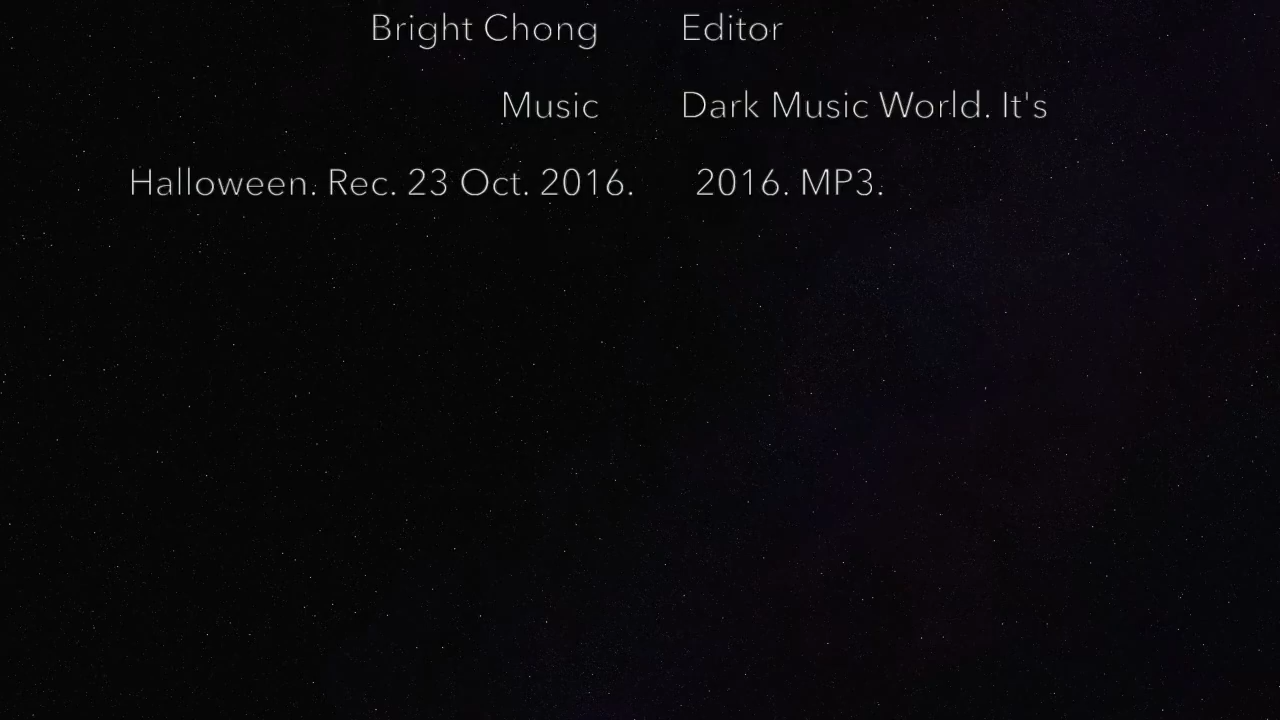 Bright Chong Editor
Music Dark Music World. It's
Halloween. Rec. 23 Oct. 2016. 2016. MP3.